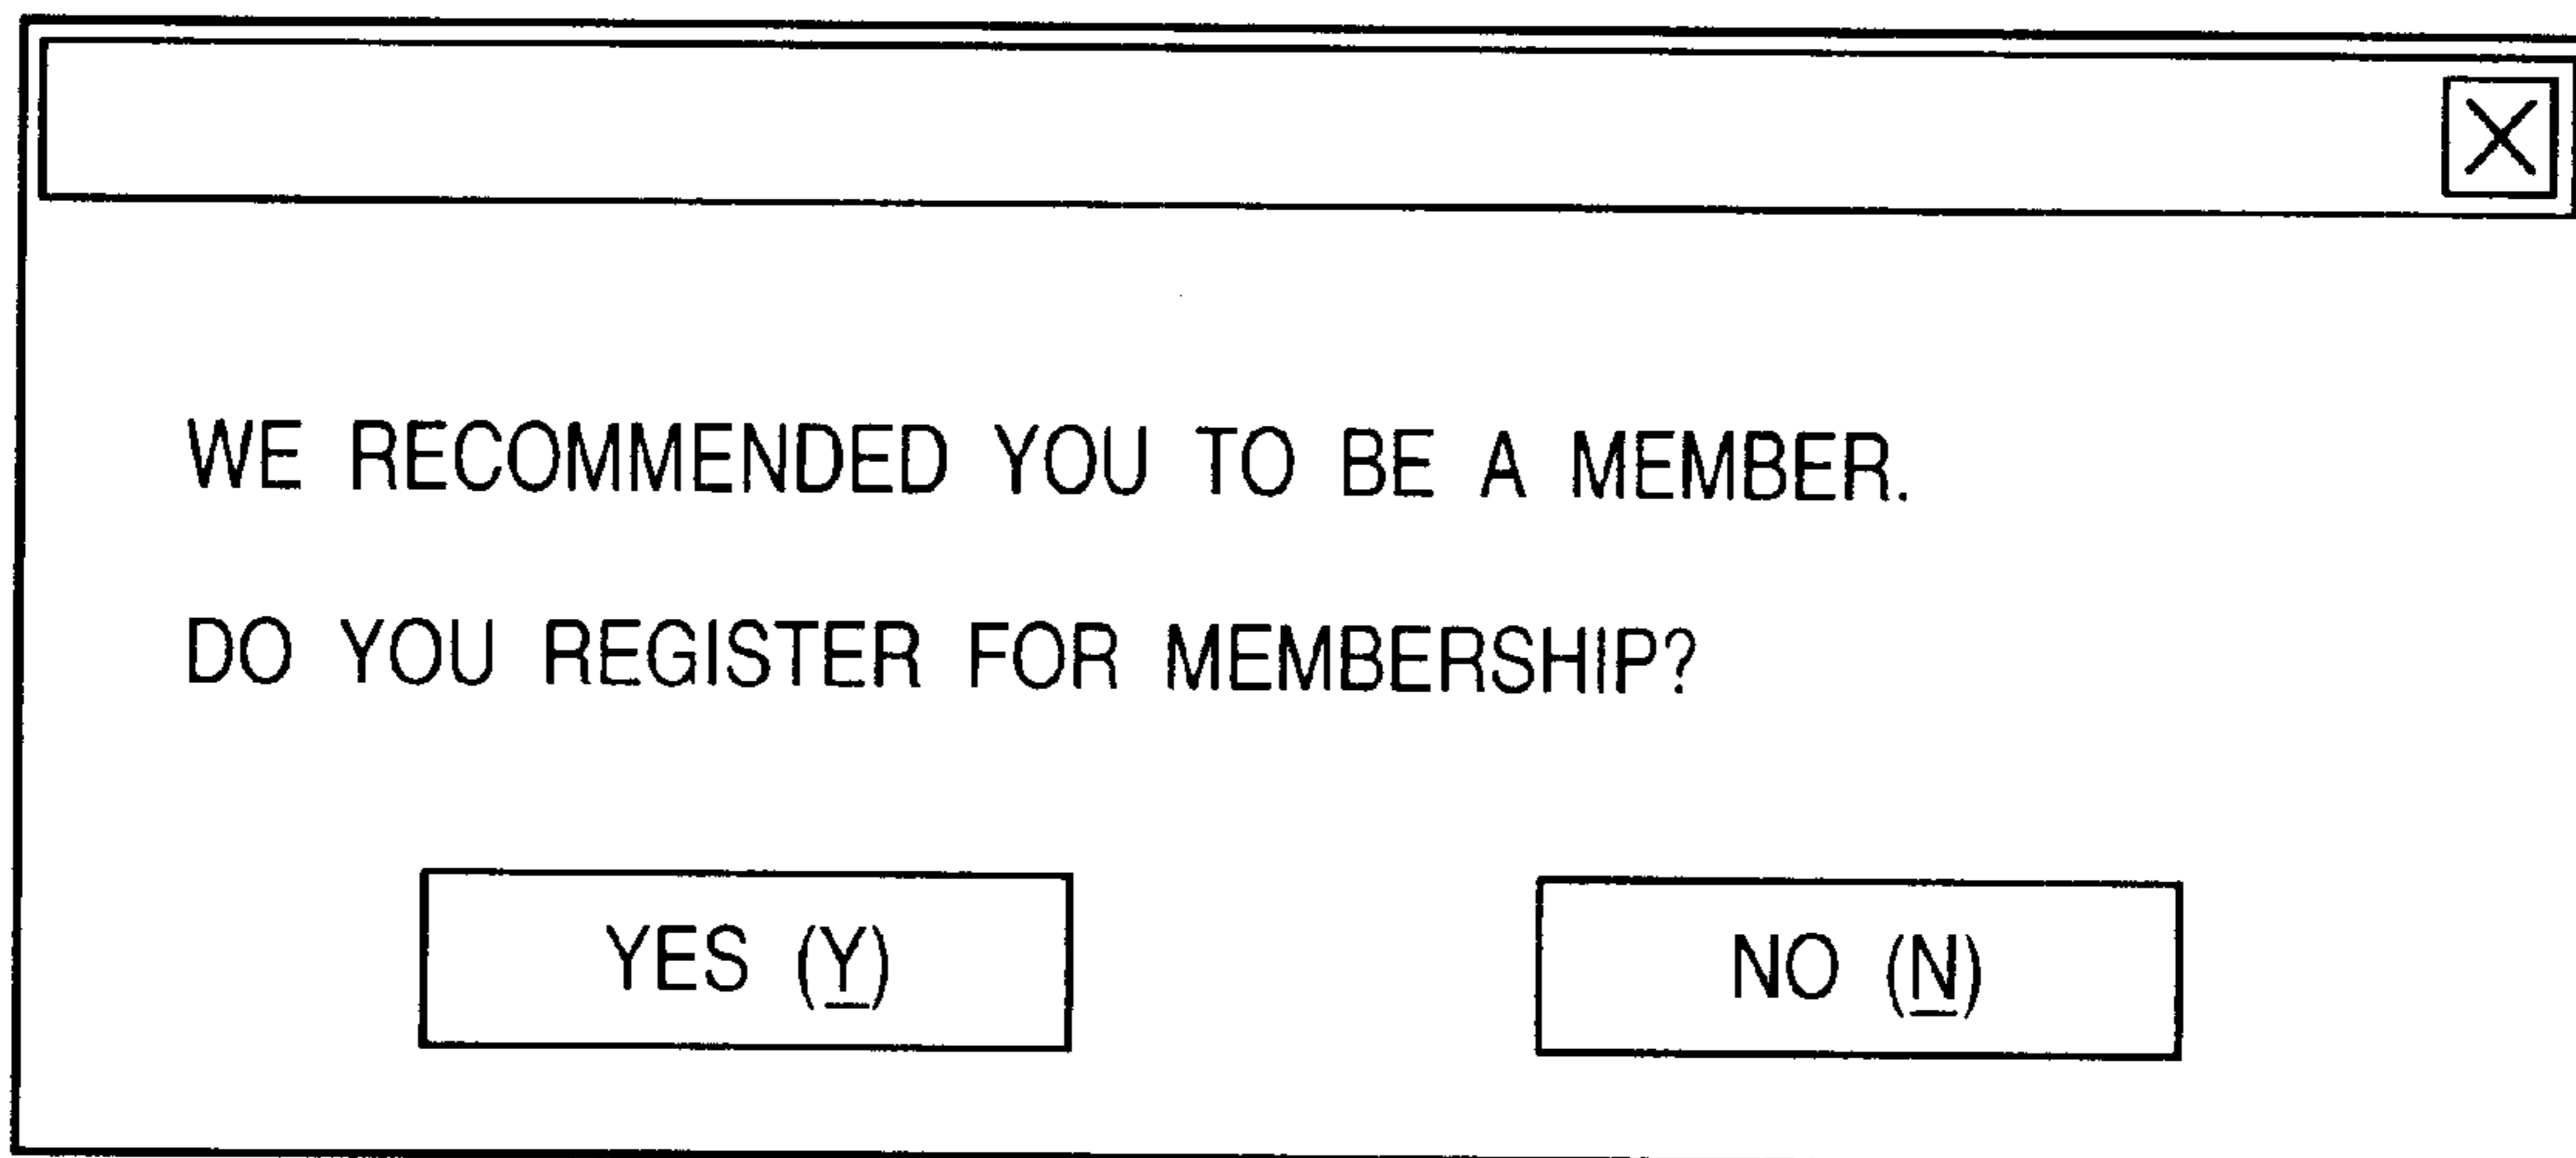 WE RECOMMENDED YOU TO BE A MEMBER.
DO YOU REGISTER FOR MEMBERSHIP?
YES (Y) NO (N)